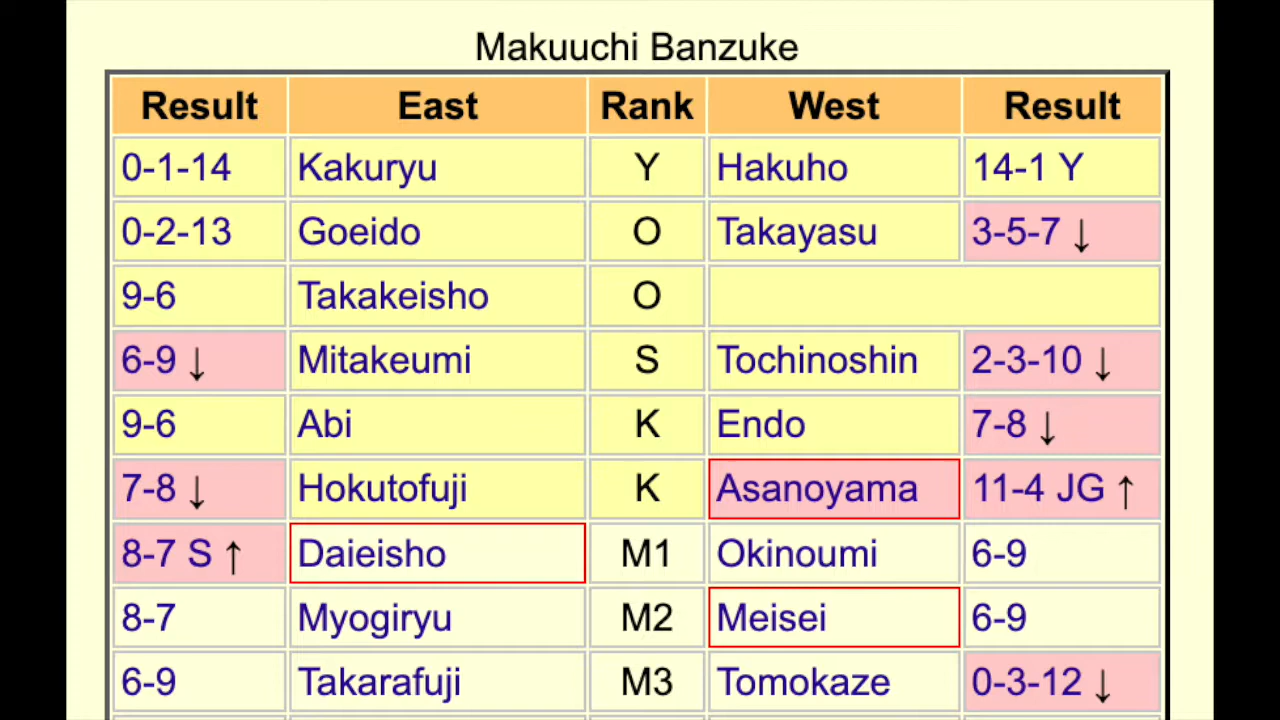 Makuuchi Banzuke
Result East Rank West Result
0-1-14 Kakuryu Y Hakuho 14-1 Y
0-2-13 Goeido O Takayasu 3-5-7 ↓
9-6 Takakeisho O
6-9 ↓ Mitakeumi S Tochinoshin 2-3-10 ↓
9-6 Abi K Endo 7-8 ↓
7-8 ↓ Hokutofuji K Asanoyama 11-4 JG ↑
8-7 S ↑ Daieisho M1 Okinoumi 6-9
8-7 Myogiryu M2 Meisei 6-9
6-9 Takarafuji M3 Tomokaze 0-3-12 ↓